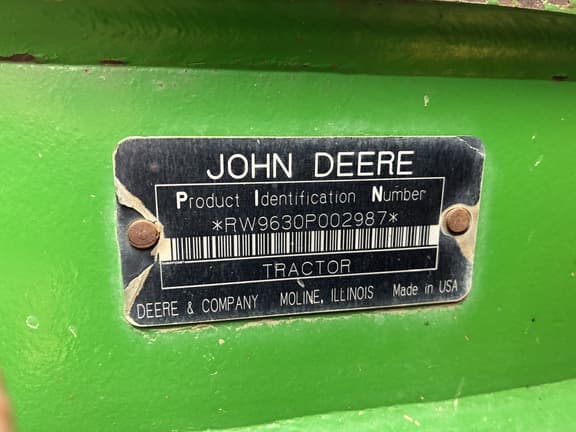 JOHN DEERE
Product Identification Number
*RW9630P002987*
TRACTOR
DEERE & COMPANY MOLINE, ILLINOIS Made in USA